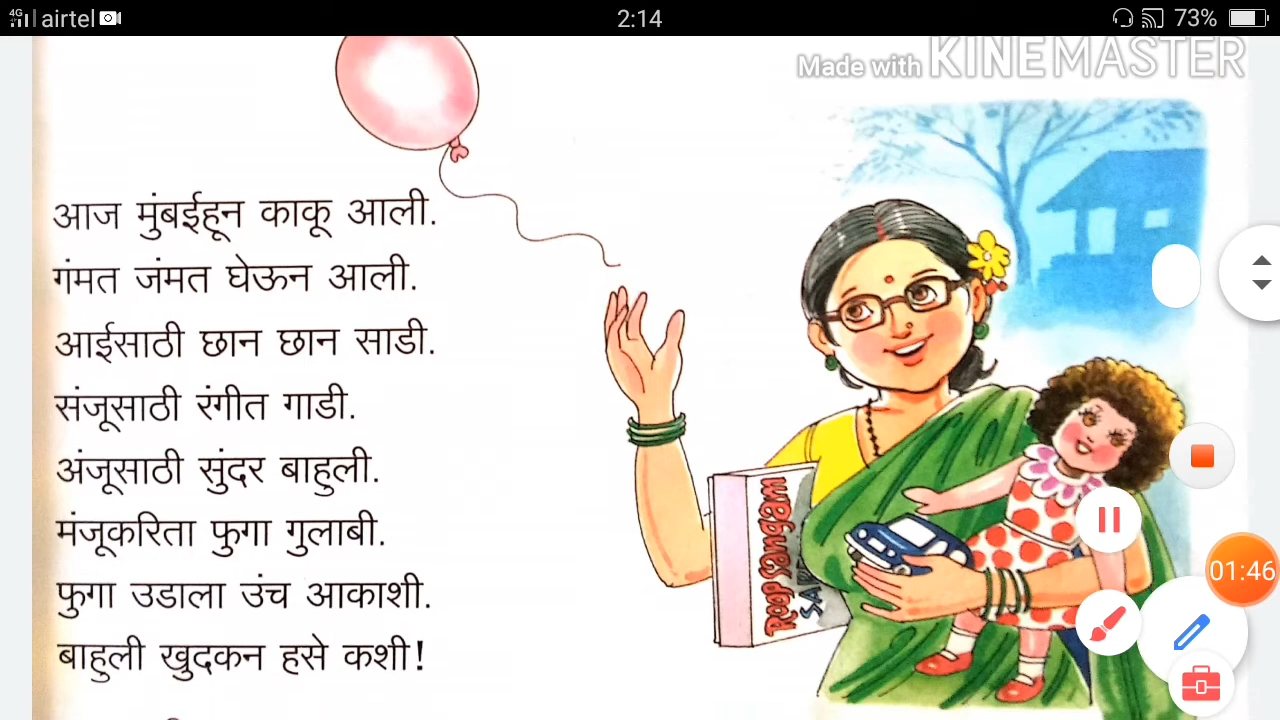 4G airtel 2:14 73%
Made with KINEMASTER
आज मुंबईहून काकू आली.
गंमत जंमत घेऊन आली.
आईसाठी छान छान साडी.
संजूसाठी रंगीत गाडी.
अंजूसाठी सुंदर बाहुली.
मंजूकरिता फुगा गुलाबी.
फुगा उडाला उंच आकाशी.
बाहुली खुदकन हसे कशी!
Roop sangam
01:46